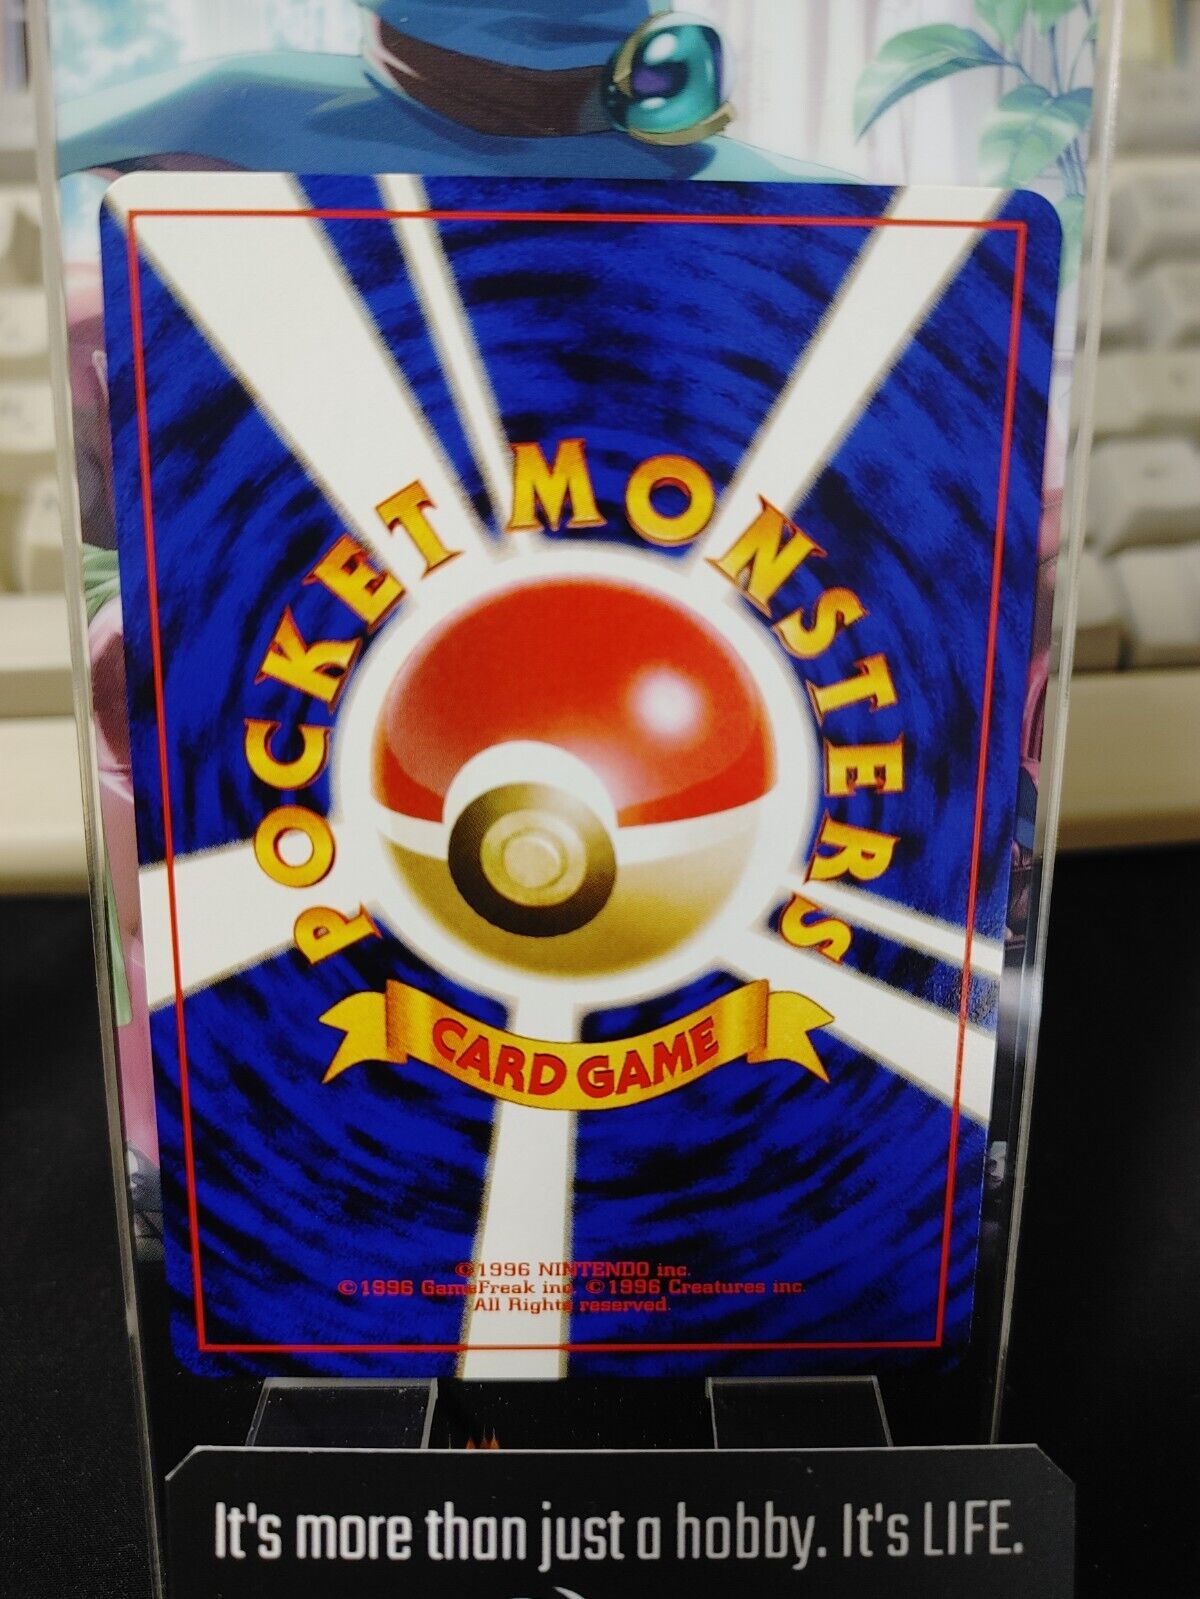 POCKET MONSTERS
CARD GAME
©1996 NINTENDO inc.
©1996 GameFreak inc. ©1996 Creatures inc.
All Rights reserved.
It's more than just a hobby. It's LIFE.